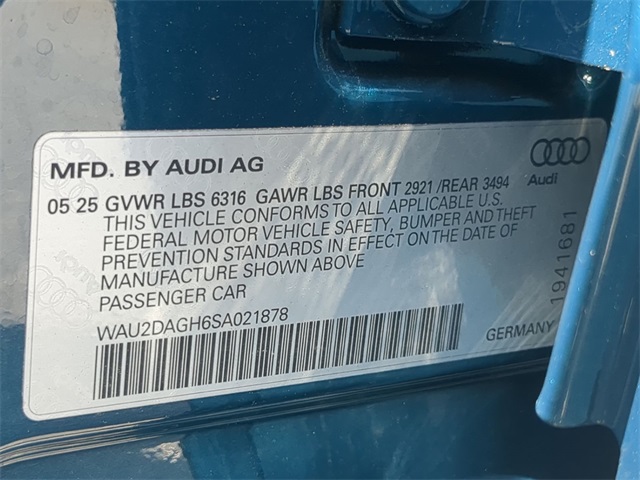 MFD. BY AUDI AG
Audi
05 25 GVWR LBS 6316 GAWR LBS FRONT 2921 /REAR 3494
THIS VEHICLE CONFORMS TO ALL APPLICABLE U.S.
FEDERAL MOTOR VEHICLE SAFETY, BUMPER AND THEFT
PREVENTION STANDARDS IN EFFECT ON THE DATE OF
MANUFACTURE SHOWN ABOVE
PASSENGER CAR
1941681
WAU2DAGH6SA021878
GERMANY